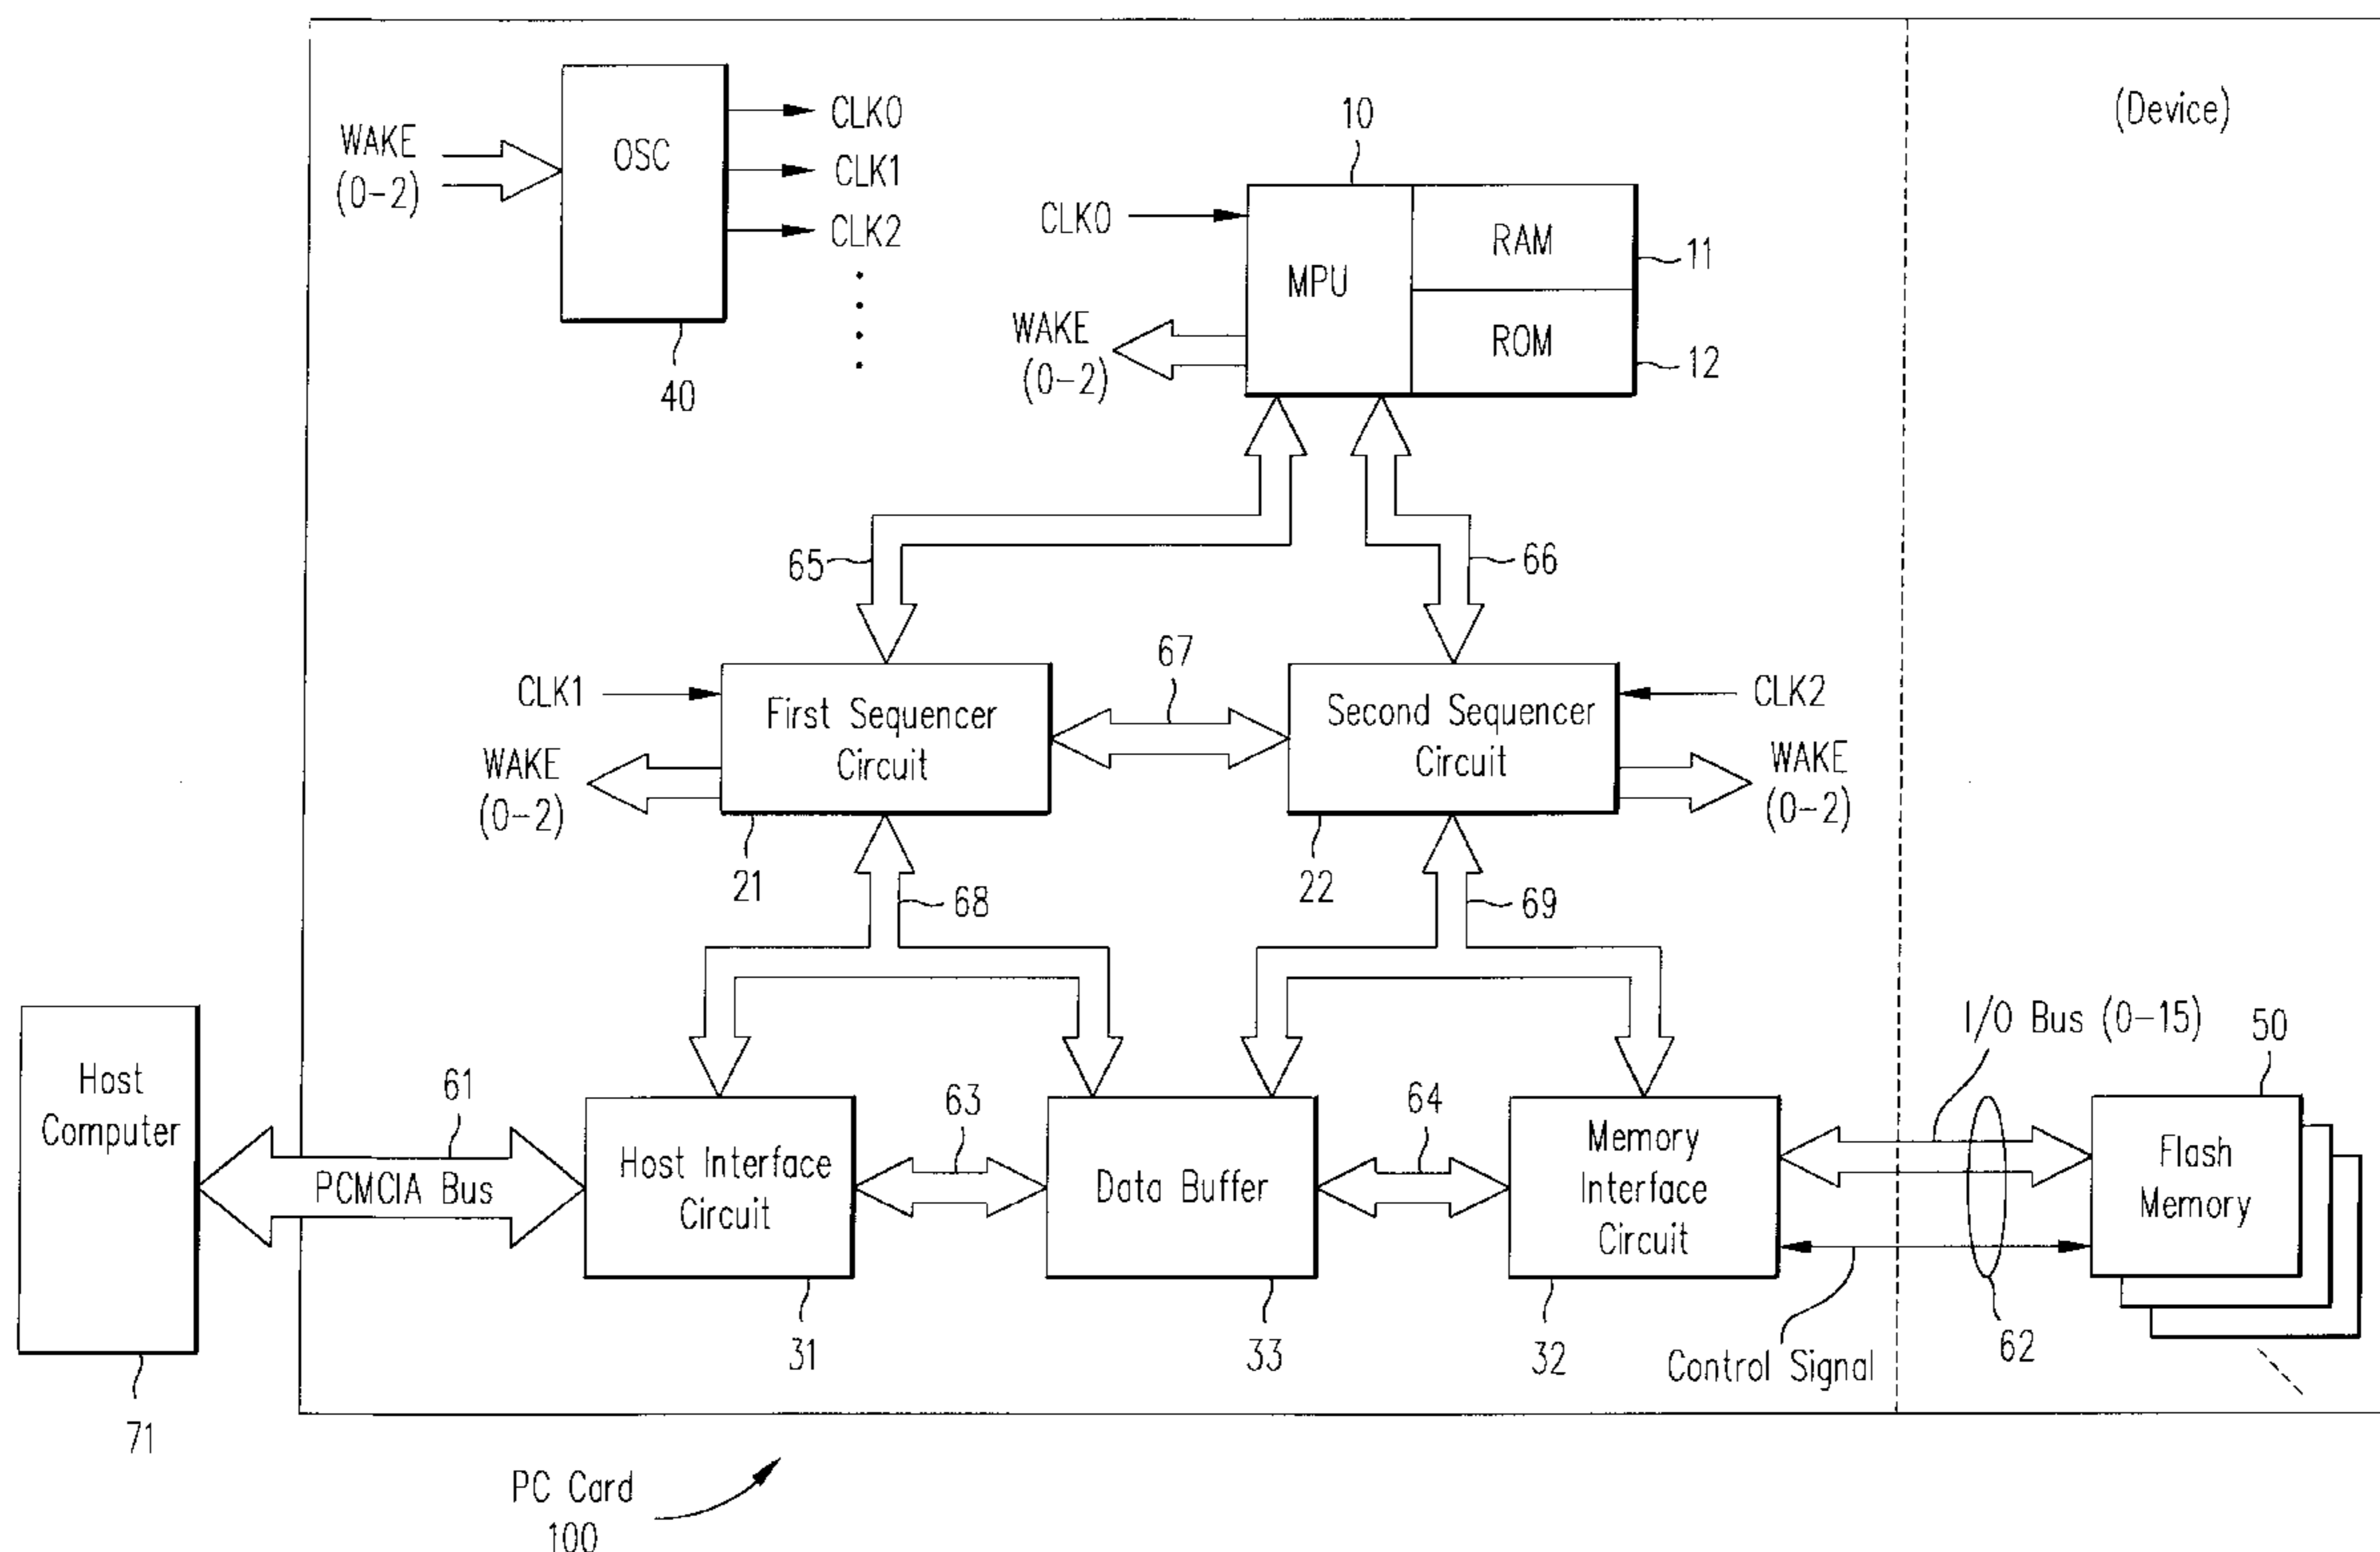 (Device)
WAKE
(0-2)
OSC
CLK0
CLK1
CLK2
40
10
CLK0
MPU
RAM
ROM
11
12
WAKE
(0-2)
65
66
67
CLK1
First Sequencer
Circuit
WAKE
(0-2)
21
Second Sequencer
Circuit
CLK2
WAKE
(0-2)
22
68
69
Host
Computer
71
61
PCMCIA Bus
Host Interface
Circuit
31
63
Data Buffer
33
64
Memory
Interface
Circuit
32
I/O Bus (0-15)
50
Flash
Memory
62
Control Signal
PC Card
100